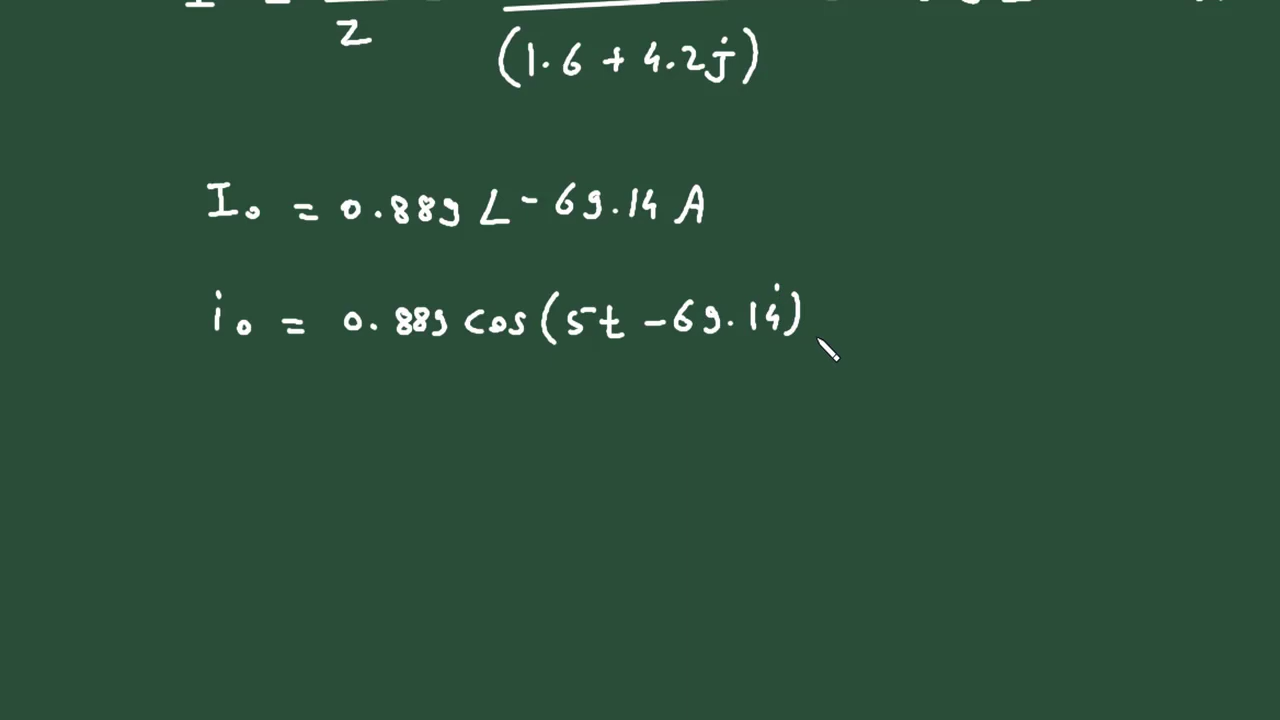 z
(1.6 + 4.2j)
I₀ = 0.889 ∠ -69.14 A
i₀ = 0.889 cos(5t - 69.14°)